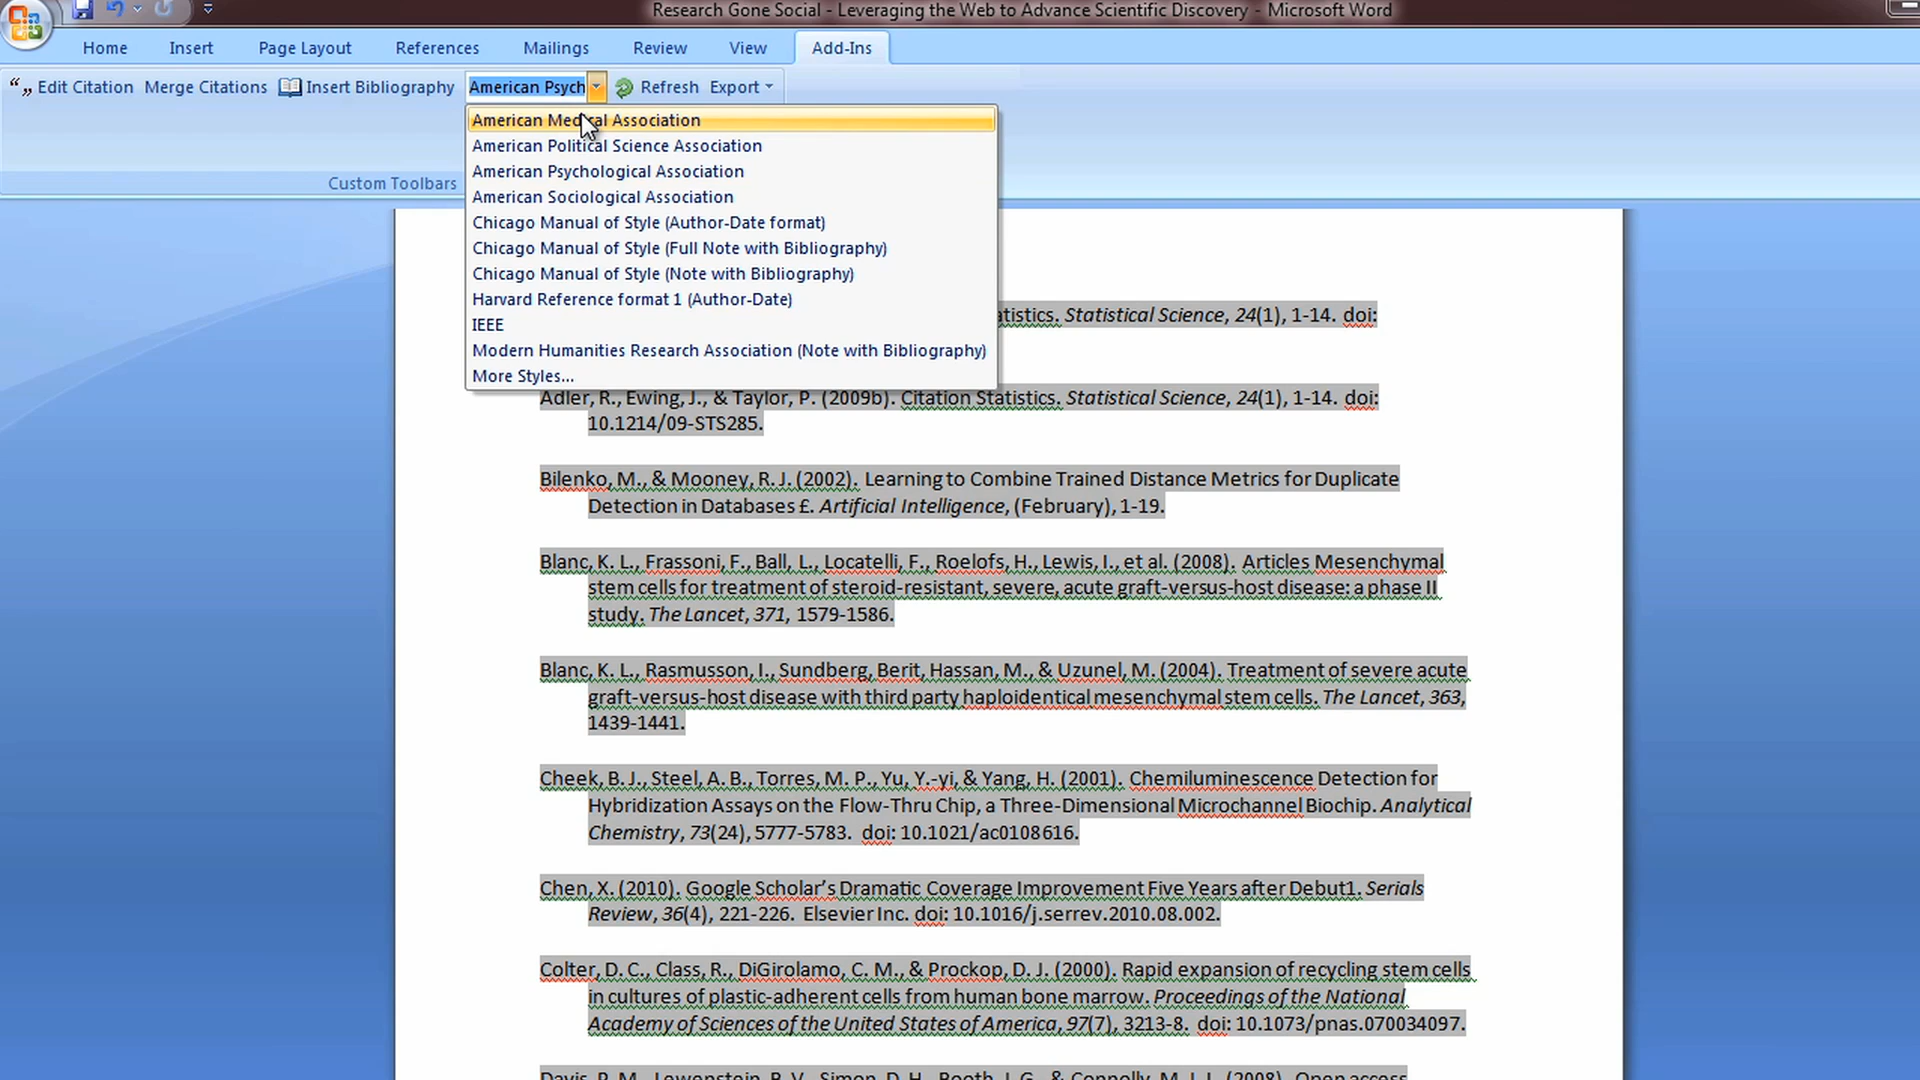 Research Gone Social - Leveraging the Web to Advance Scientific Discovery - Microsoft Word
Home Insert Page Layout References Mailings Review View Add-Ins
“ „ Edit Citation Merge Citations Insert Bibliography American Psych Refresh Export
American Medical Association
American Political Science Association
American Psychological Association
Custom Toolbars
American Sociological Association
Chicago Manual of Style (Author-Date format)
Chicago Manual of Style (Full Note with Bibliography)
Chicago Manual of Style (Note with Bibliography)
Harvard Reference format 1 (Author-Date)
IEEE
Modern Humanities Research Association (Note with Bibliography)
More Styles...
atistics. Statistical Science, 24(1), 1-14. doi:
Adler, R., Ewing, J., & Taylor, P. (2009b). Citation Statistics. Statistical Science, 24(1), 1-14. doi:
10.1214/09-STS285.
Bilenko, M., & Mooney, R. J. (2002). Learning to Combine Trained Distance Metrics for Duplicate
Detection in Databases £. Artificial Intelligence, (February), 1-19.
Blanc, K. L., Frassoni, F., Ball, L., Locatelli, F., Roelofs, H., Lewis, I., et al. (2008). Articles Mesenchymal
stem cells for treatment of steroid-resistant, severe, acute graft-versus-host disease: a phase II
study. The Lancet, 371, 1579-1586.
Blanc, K. L., Rasmusson, I., Sundberg, Berit, Hassan, M., & Uzunel, M. (2004). Treatment of severe acute
graft-versus-host disease with third party haploidentical mesenchymal stem cells. The Lancet, 363,
1439-1441.
Cheek, B. J., Steel, A. B., Torres, M. P., Yu, Y.-yi, & Yang, H. (2001). Chemiluminescence Detection for
Hybridization Assays on the Flow-Thru Chip, a Three-Dimensional Microchannel Biochip. Analytical
Chemistry, 73(24), 5777-5783. doi: 10.1021/ac0108616.
Chen, X. (2010). Google Scholar’s Dramatic Coverage Improvement Five Years after Debut1. Serials
Review, 36(4), 221-226. Elsevier Inc. doi: 10.1016/j.serrev.2010.08.002.
Colter, D. C., Class, R., DiGirolamo, C. M., & Prockop, D. J. (2000). Rapid expansion of recycling stem cells
in cultures of plastic-adherent cells from human bone marrow. Proceedings of the National
Academy of Sciences of the United States of America, 97(7), 3213-8. doi: 10.1073/pnas.070034097.
Davis, P. M., Lewenstein, B. V., Simon, D. H., Booth, J. G., & Connolly, M. J. L. (2008). Open access